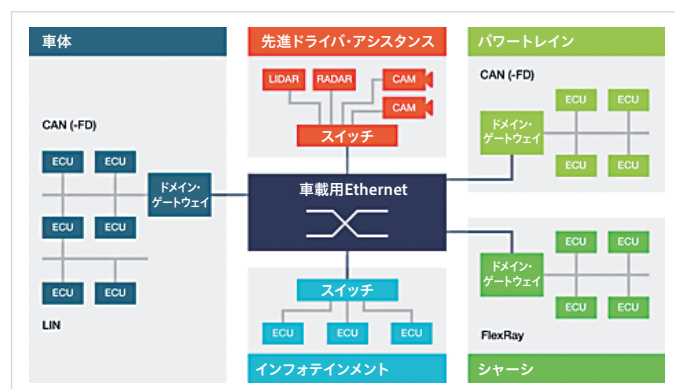 車体
CAN (-FD)
ECU ECU
ドメイン・
ゲートウェイ
ECU ECU
ECU ECU
LIN
先進ドライバ・アシスタンス
LIDAR RADAR CAM
CAM
スイッチ
車載用Ethernet
スイッチ
ECU ECU ECU
インフォテインメント
パワートレイン
CAN (-FD)
ECU ECU
ドメイン・
ゲートウェイ
ECU ECU
ECU ECU
ドメイン・
ゲートウェイ
ECU ECU
FlexRay
シャーシ